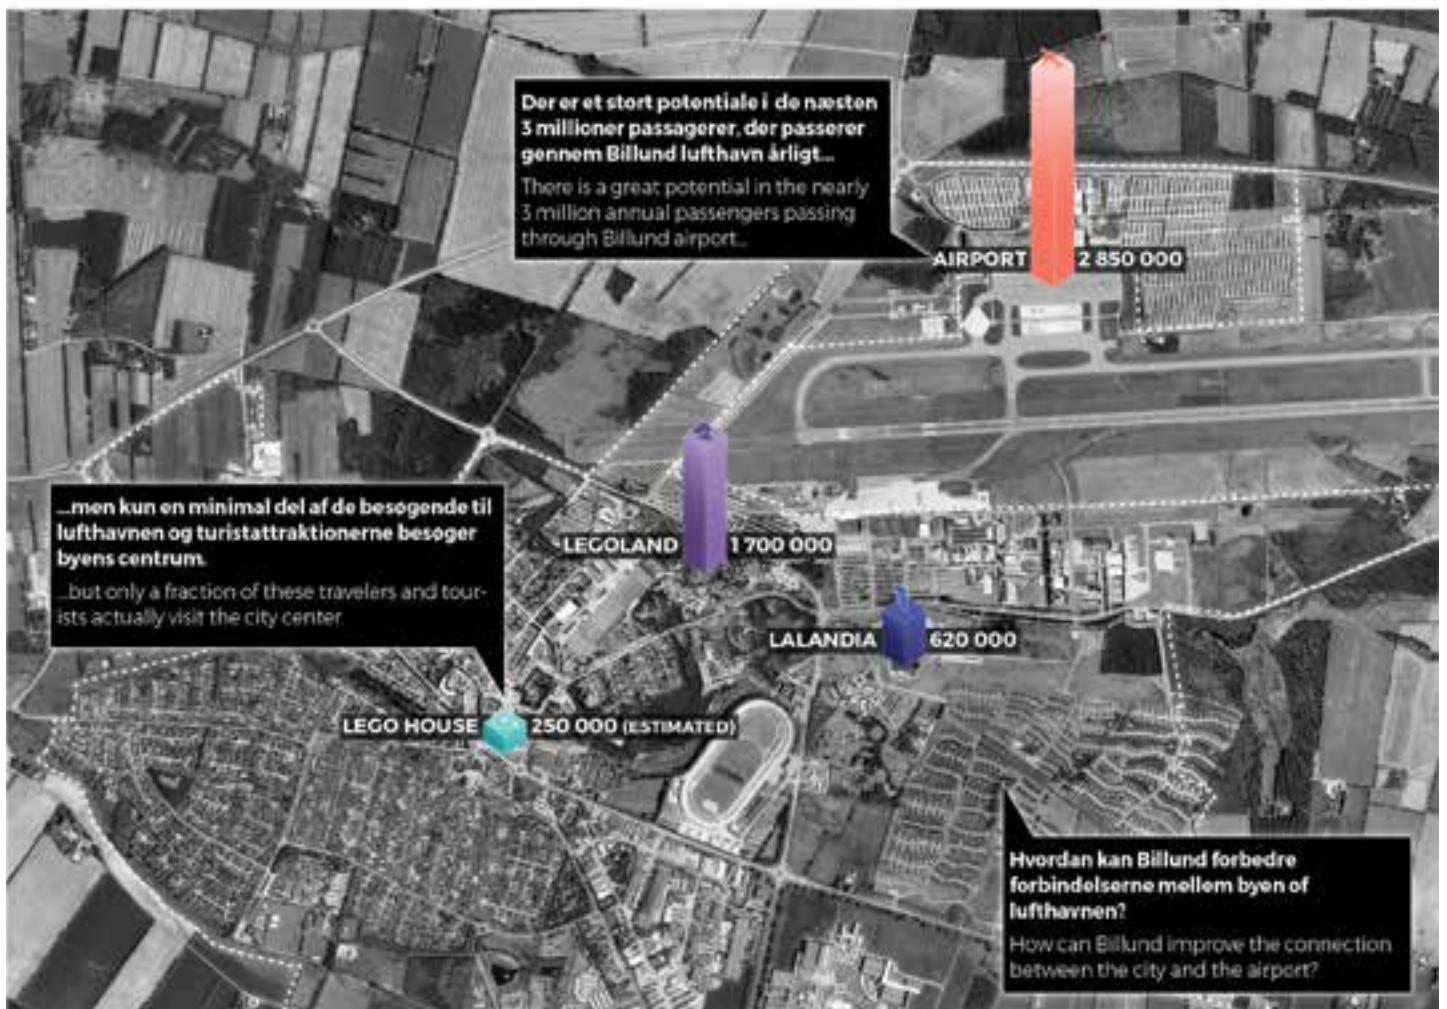 Der er et stort potentiale i de næsten
3 millioner passagerer, der passerer
gennem Billund lufthavn årligt...
There is a great potential in the nearly
3 million annual passengers passing
through Billund airport...
AIRPORT 2 850 000
...men kun en minimal del af de besøgende til
lufthavnen og turistattraktionerne besøger
byens centrum.
...but only a fraction of these travelers and tour-
ists actually visit the city center.
LEGOLAND 1 700 000
LALANDIA 620 000
LEGO HOUSE 250 000 (ESTIMATED)
Hvordan kan Billund forbedre
forbindelserne mellem byen of
lufthavnen?
How can Billund improve the connection
between the city and the airport?